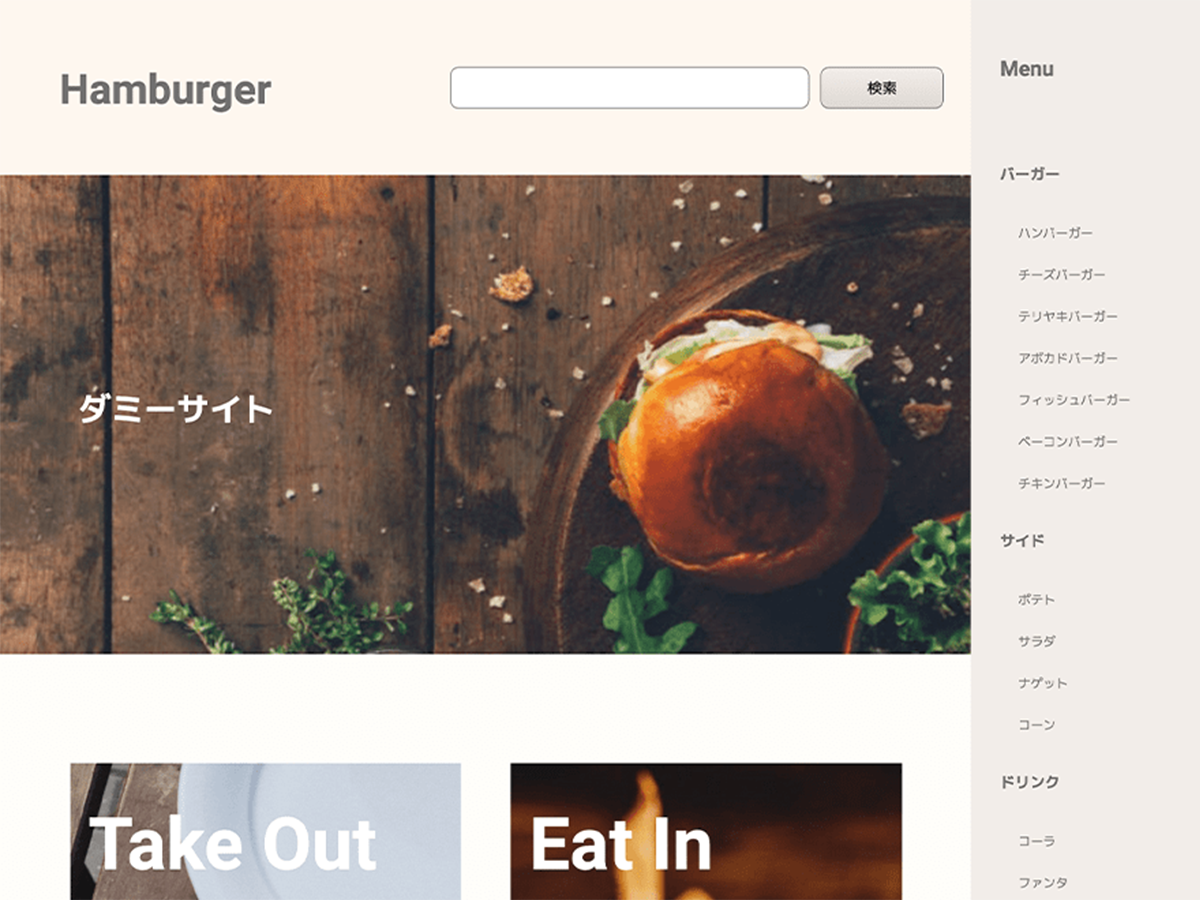 Hamburger
検索
ダミーサイト
Take Out
Eat In
Menu
バーガー
ハンバーガー
チーズバーガー
テリヤキバーガー
アボカドバーガー
フィッシュバーガー
ベーコンバーガー
チキンバーガー
サイド
ポテト
サラダ
ナゲット
コーン
ドリンク
コーラ
ファンタ